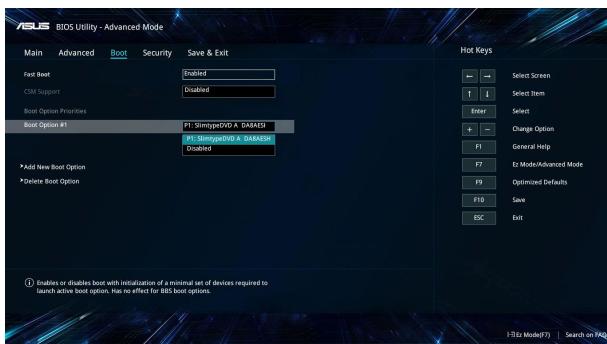 ASUS BIOS Utility - Advanced Mode
Main Advanced Boot Security Save & Exit
Fast Boot Enabled
CSM Support Disabled
Boot Option Priorities
Boot Option #1 P1: SlimtypeDVD A DA8AESI
P1: SlimtypeDVD A DA8AESH
Disabled
>Add New Boot Option
>Delete Boot Option
Enables or disables boot with initialization of a minimal set of devices required to
launch active boot option. Has no effect for BBS boot options.
Hot Keys
← → Select Screen
↑ ↓ Select Item
Enter Select
+ − Change Option
F1 General Help
F7 Ez Mode/Advanced Mode
F9 Optimized Defaults
F10 Save
ESC Exit
Ez Mode(F7) | Search on FAQ